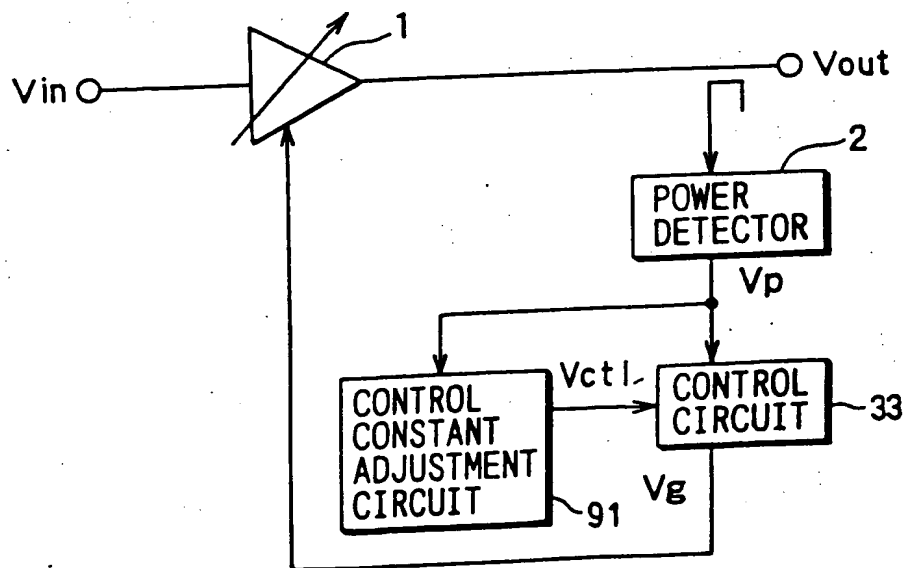 1
Vin
Vout
2
POWER
DETECTOR
Vp
Vctl
CONTROL
CONSTANT
ADJUSTMENT
CIRCUIT
91
CONTROL
CIRCUIT
33
Vg